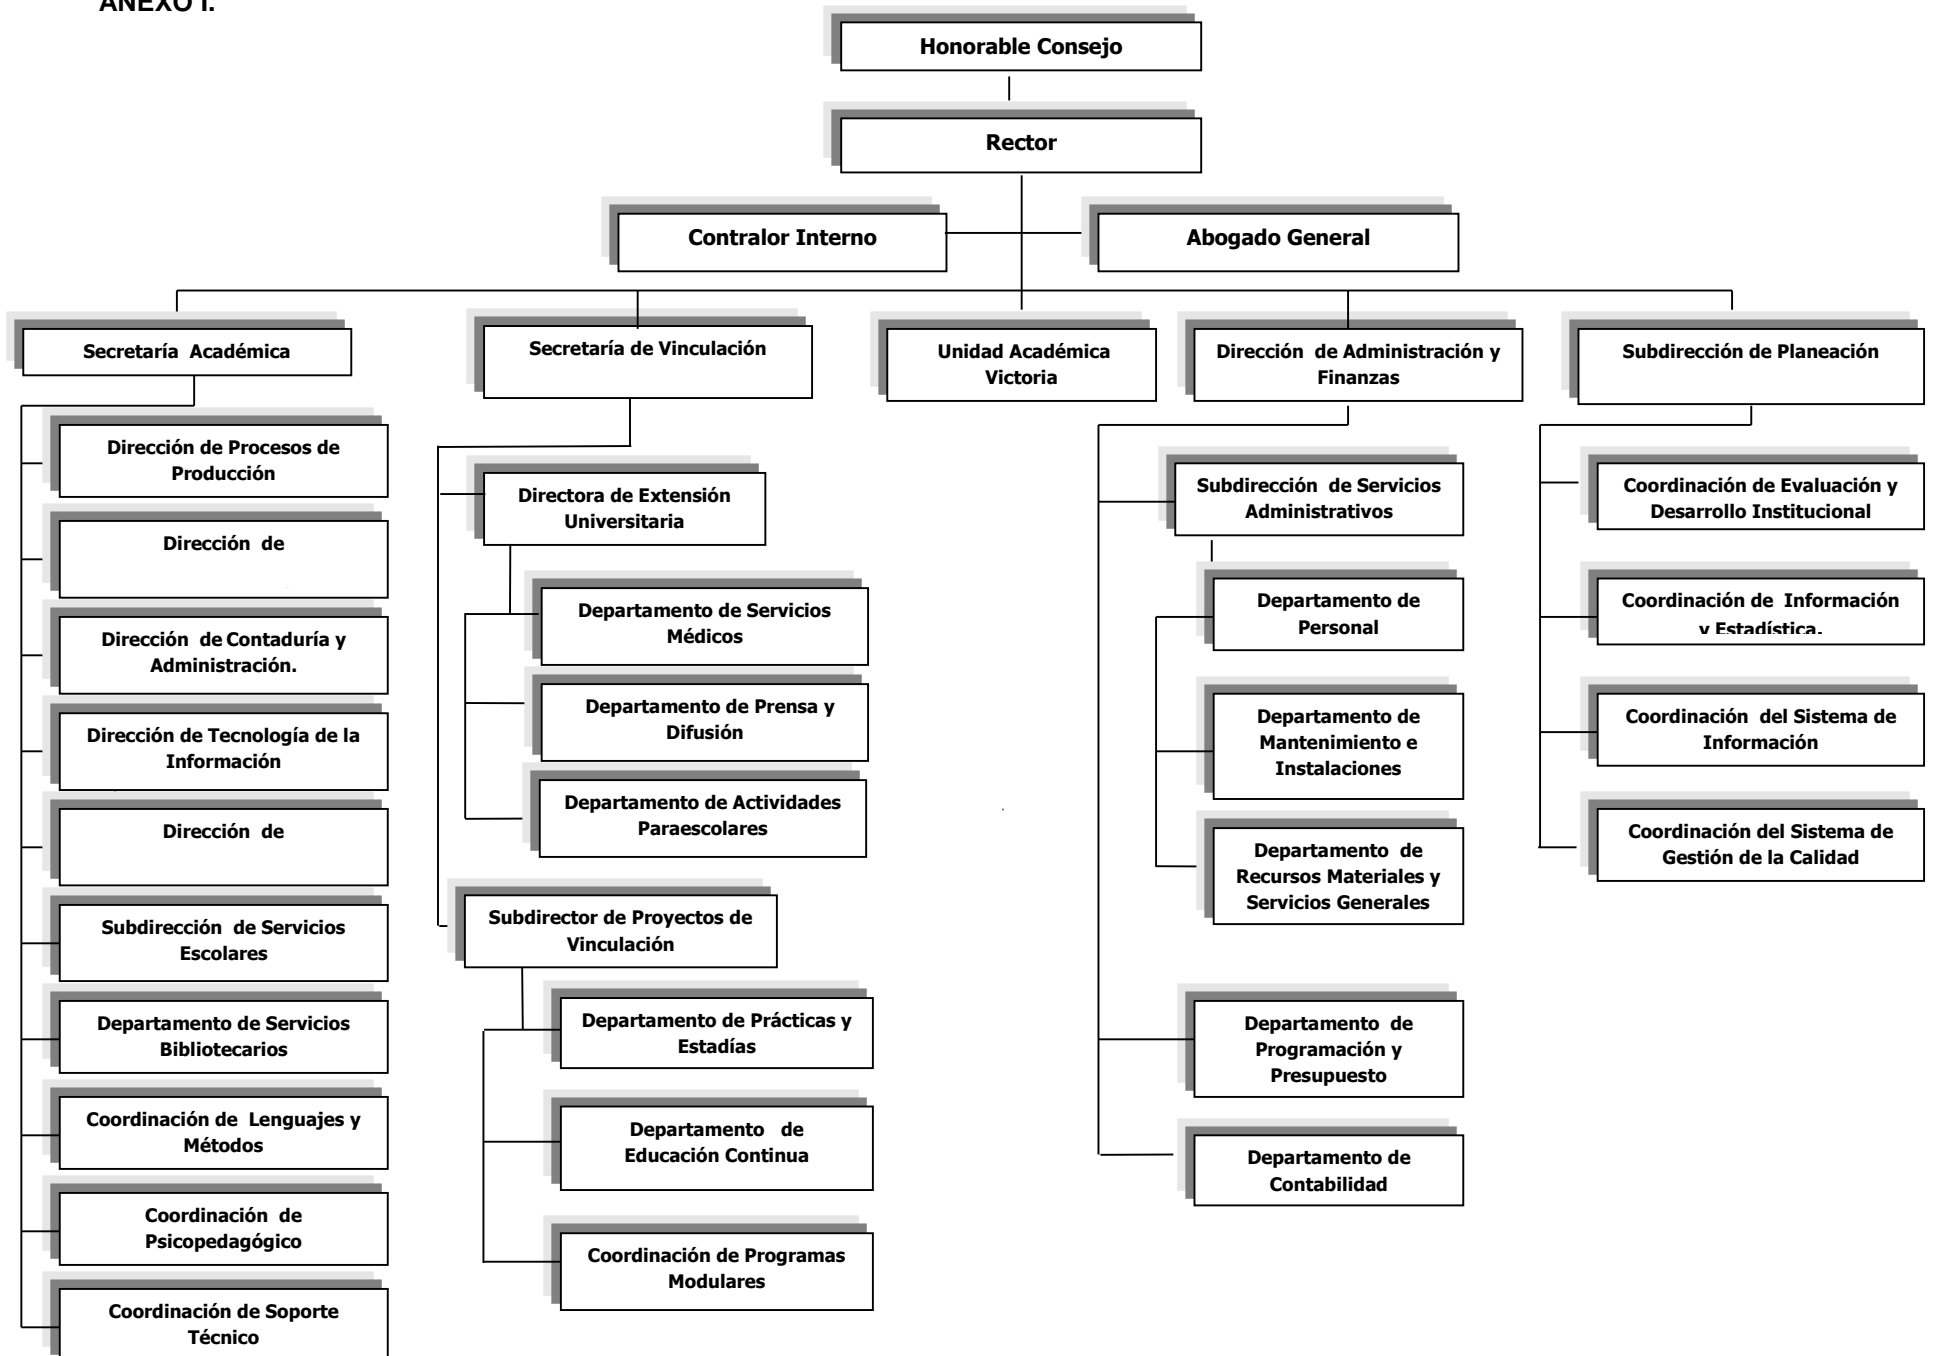 ANEXO I.
Honorable Consejo
Rector
Contralor Interno
Abogado General
Secretaría Académica
Dirección de Procesos de
Producción
Dirección de
Dirección de Contaduría y
Administración.
Dirección de Tecnología de la
Información
Dirección de
Subdirección de Servicios
Escolares
Departamento de Servicios
Bibliotecarios
Coordinación de Lenguajes y
Métodos
Coordinación de
Psicopedagógico
Coordinación de Soporte
Técnico
Secretaría de Vinculación
Directora de Extensión
Universitaria
Departamento de Servicios
Médicos
Departamento de Prensa y
Difusión
Departamento de Actividades
Paraescolares
Subdirector de Proyectos de
Vinculación
Departamento de Prácticas y
Estadías
Departamento de
Educación Continua
Coordinación de Programas
Modulares
Unidad Académica
Victoria
Dirección de Administración y
Finanzas
Subdirección de Servicios
Administrativos
Departamento de
Personal
Departamento de
Mantenimiento e
Instalaciones
Departamento de
Recursos Materiales y
Servicios Generales
Departamento de
Programación y
Presupuesto
Departamento de
Contabilidad
Subdirección de Planeación
Coordinación de Evaluación y
Desarrollo Institucional
Coordinación de Información
y Estadística.
Coordinación del Sistema de
Información
Coordinación del Sistema de
Gestión de la Calidad